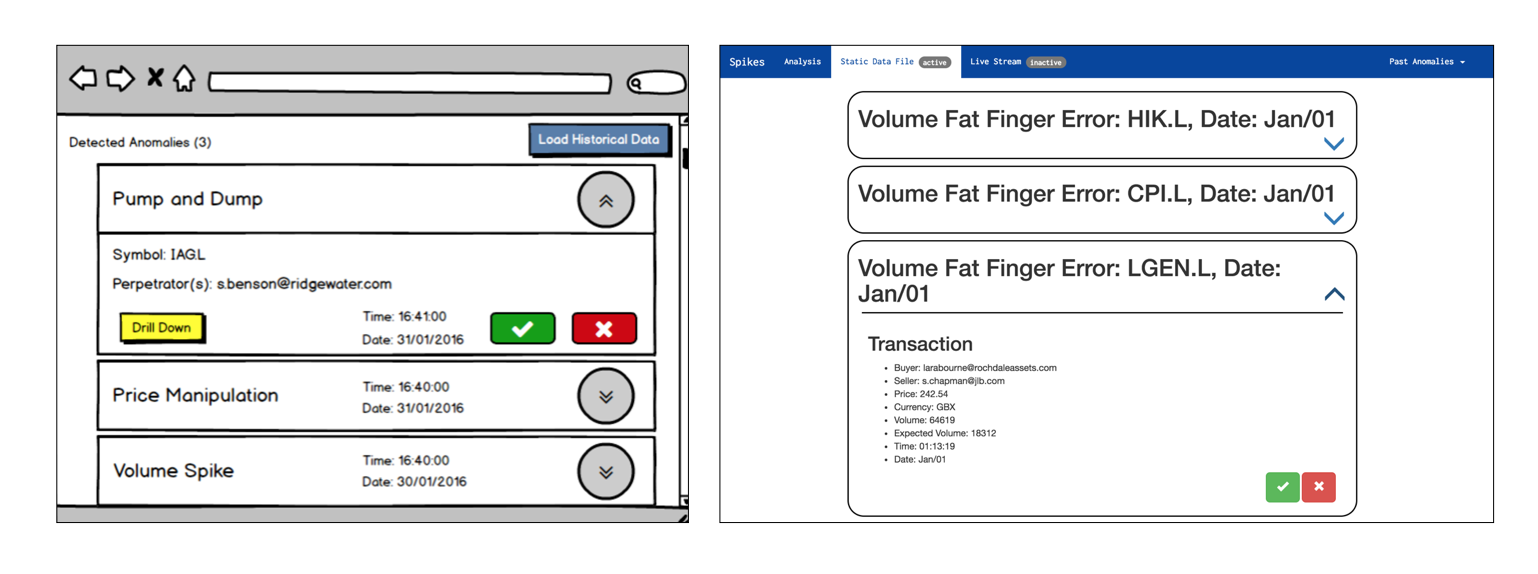 Detected Anomalies (3)
Load Historical Data
Pump and Dump
Symbol: IAG.L
Perpetrator(s): s.benson@ridgewater.com
Drill Down
Time: 16:41:00
Date: 31/01/2016
Price Manipulation
Time: 16:40:00
Date: 31/01/2016
Volume Spike
Time: 16:40:00
Date: 30/01/2016
Spikes Analysis Static Data File active Live Stream inactive Past Anomalies
Volume Fat Finger Error: HIK.L, Date: Jan/01
Volume Fat Finger Error: CPI.L, Date: Jan/01
Volume Fat Finger Error: LGEN.L, Date:
Jan/01
Transaction
• Buyer: larabourne@rochdaleassets.com
• Seller: s.chapman@jlb.com
• Price: 242.54
• Currency: GBX
• Volume: 64619
• Expected Volume: 18312
• Time: 01:13:19
• Date: Jan/01